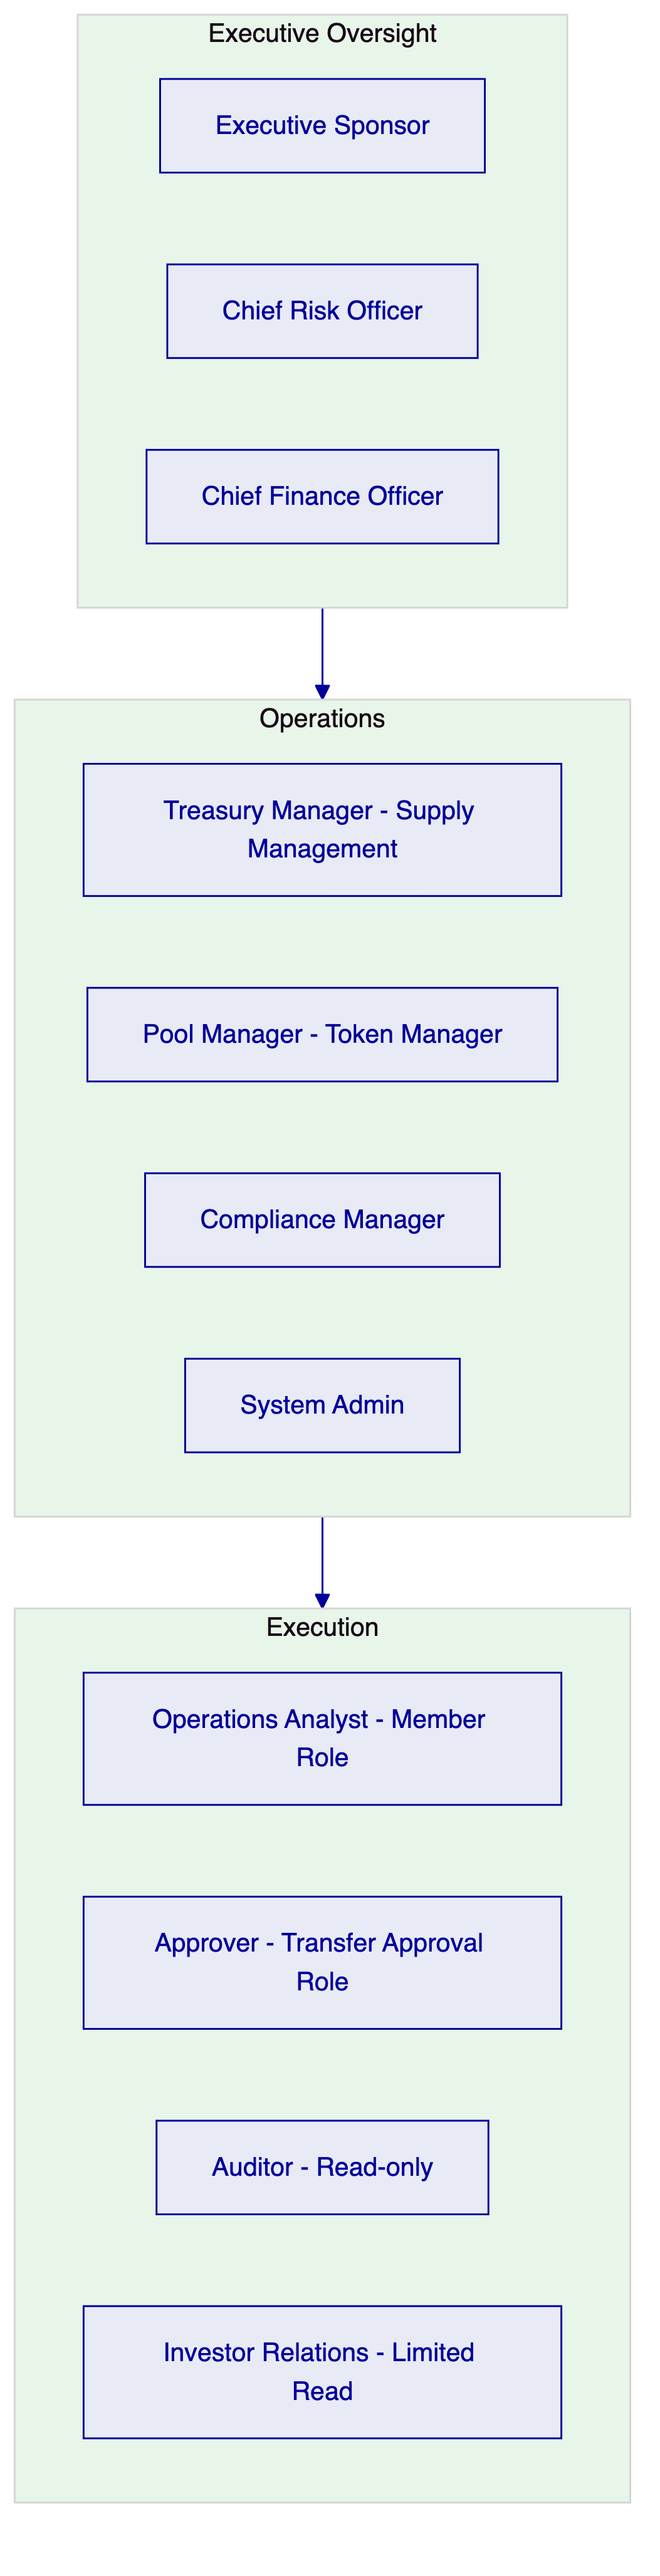 Executive Oversight
Executive Sponsor
Chief Risk Officer
Chief Finance Officer
Operations
Treasury Manager - Supply
Management
Pool Manager - Token Manager
Compliance Manager
System Admin
Execution
Operations Analyst - Member
Role
Approver - Transfer Approval
Role
Auditor - Read-only
Investor Relations - Limited
Read